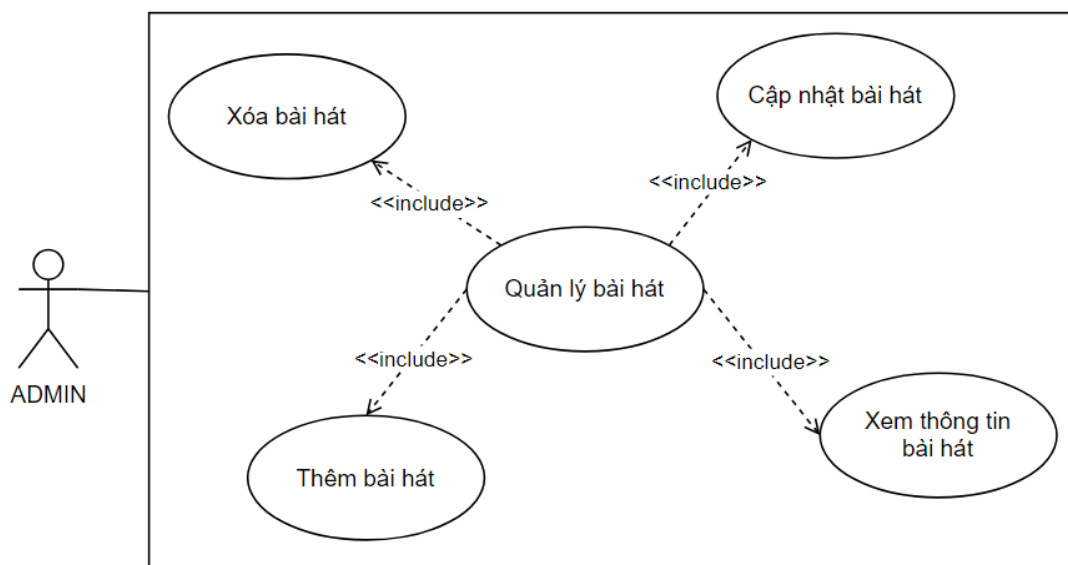 Xóa bài hát
Cập nhật bài hát
<<include>>
<<include>>
Quản lý bài hát
<<include>>
<<include>>
ADMIN
Thêm bài hát
Xem thông tin
bài hát